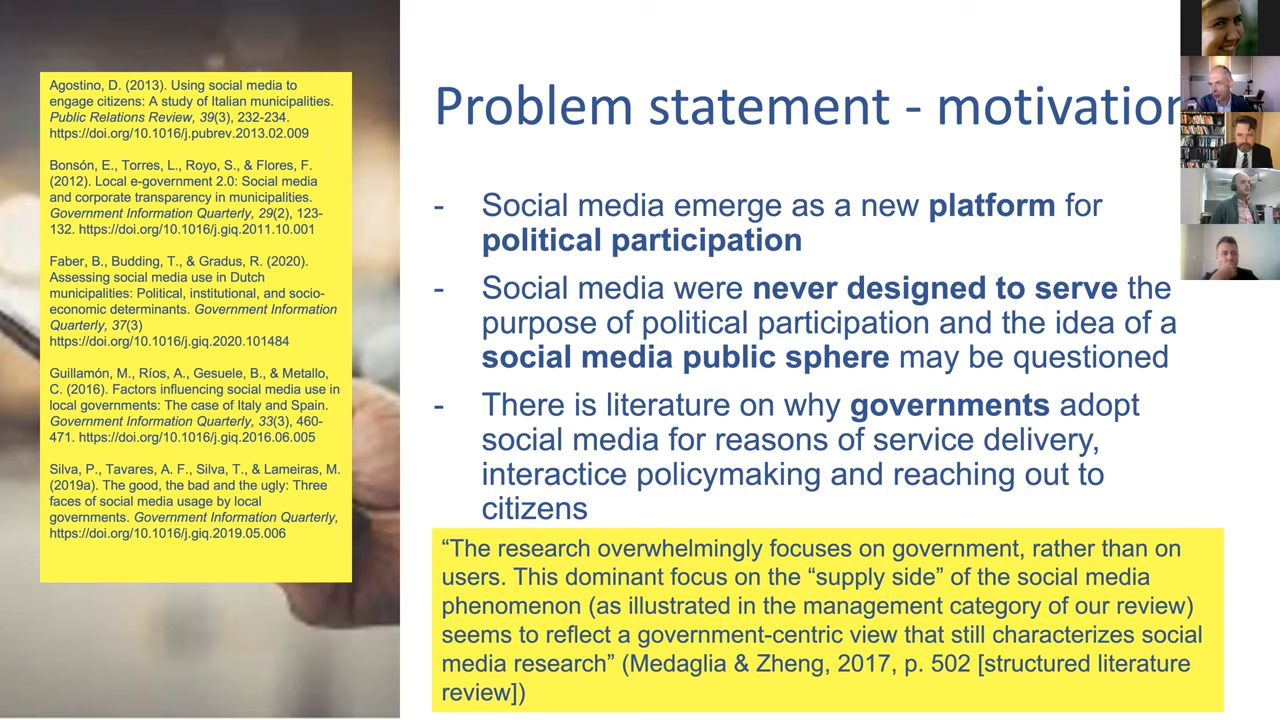 Agostino, D. (2013). Using social media to
engage citizens: A study of Italian municipalities.
Public Relations Review, 39(3), 232-234.
https://doi.org/10.1016/j.pubrev.2013.02.009
Bonsón, E., Torres, L., Royo, S., & Flores, F.
(2012). Local e-government 2.0: Social media
and corporate transparency in municipalities.
Government Information Quarterly, 29(2), 123-
132. https://doi.org/10.1016/j.giq.2011.10.001
Faber, B., Budding, T., & Gradus, R. (2020).
Assessing social media use in Dutch
municipalities: Political, institutional, and socio-
economic determinants. Government Information
Quarterly, 37(3)
https://doi.org/10.1016/j.giq.2020.101484
Guillamón, M., Ríos, A., Gesuele, B., & Metallo,
C. (2016). Factors influencing social media use in
local governments: The case of Italy and Spain.
Government Information Quarterly, 33(3), 460-
471. https://doi.org/10.1016/j.giq.2016.06.005
Silva, P., Tavares, A. F., Silva, T., & Lameiras, M.
(2019a). The good, the bad and the ugly: Three
faces of social media usage by local
governments. Government Information Quarterly,
https://doi.org/10.1016/j.giq.2019.05.006
Problem statement - motivation
- Social media emerge as a new platform for
political participation
- Social media were never designed to serve the
purpose of political participation and the idea of a
social media public sphere may be questioned
- There is literature on why governments adopt
social media for reasons of service delivery,
interactice policymaking and reaching out to
citizens
“The research overwhelmingly focuses on government, rather than on
users. This dominant focus on the “supply side” of the social media
phenomenon (as illustrated in the management category of our review)
seems to reflect a government-centric view that still characterizes social
media research” (Medaglia & Zheng, 2017, p. 502 [structured literature
review])